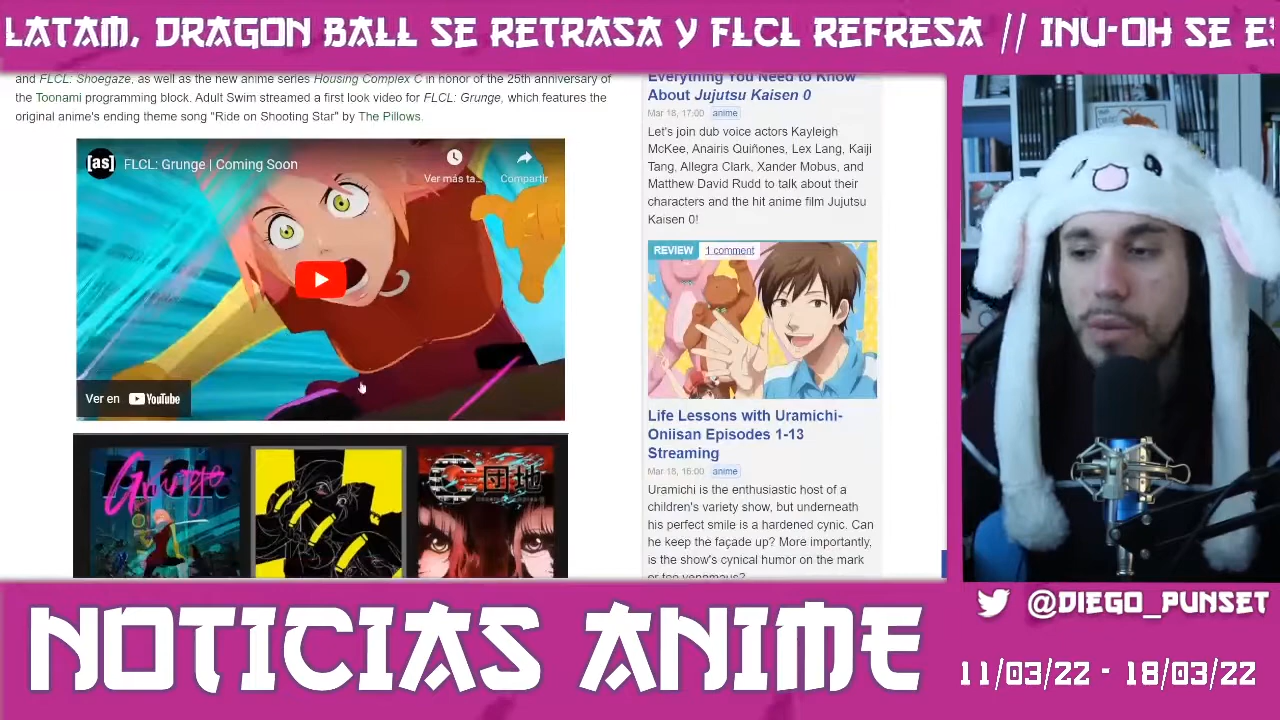 LATAM, DRAGON BALL SE RETRASA Y FLCL REFRESA // INU-OH SE ES
and FLCL: Shoegaze, as well as the new anime series Housing Complex C in honor of the 25th anniversary of
the Toonami programming block. Adult Swim streamed a first look video for FLCL: Grunge, which features the
original anime's ending theme song "Ride on Shooting Star" by The Pillows.
[as] FLCL: Grunge | Coming Soon
Ver más ta...
Compartir
Ver en YouTube
Grunge
団地
Everything You Need to Know
About Jujutsu Kaisen 0
Mar 18, 17:00 anime
Let's join dub voice actors Kayleigh
McKee, Anairis Quiñones, Lex Lang, Kaiji
Tang, Allegra Clark, Xander Mobus, and
Matthew David Rudd to talk about their
characters and the hit anime film Jujutsu
Kaisen 0!
REVIEW 1 comment
Life Lessons with Uramichi-
Oniisan Episodes 1-13
Streaming
Mar 18, 16:00 anime
Uramichi is the enthusiastic host of a
children's variety show, but underneath
his perfect smile is a hardened cynic. Can
he keep the façade up? More importantly,
is the show's cynical humor on the mark
or too venomous?
NOTICIAS ANIME
@DIEGO_PUNSET
11/03/22 - 18/03/22